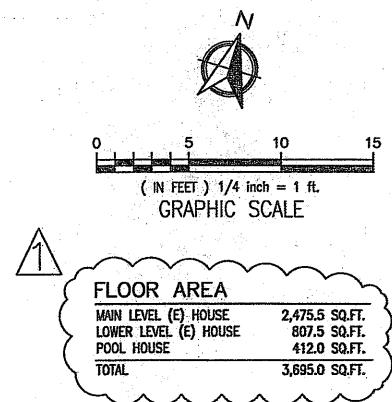 N
0 5 10 15
( IN FEET ) 1/4 inch = 1 ft.
GRAPHIC SCALE
1
FLOOR AREA
MAIN LEVEL (E) HOUSE 2,475.5 SQ.FT.
LOWER LEVEL (E) HOUSE 807.5 SQ.FT.
POOL HOUSE 412.0 SQ.FT.
TOTAL 3,695.0 SQ.FT.